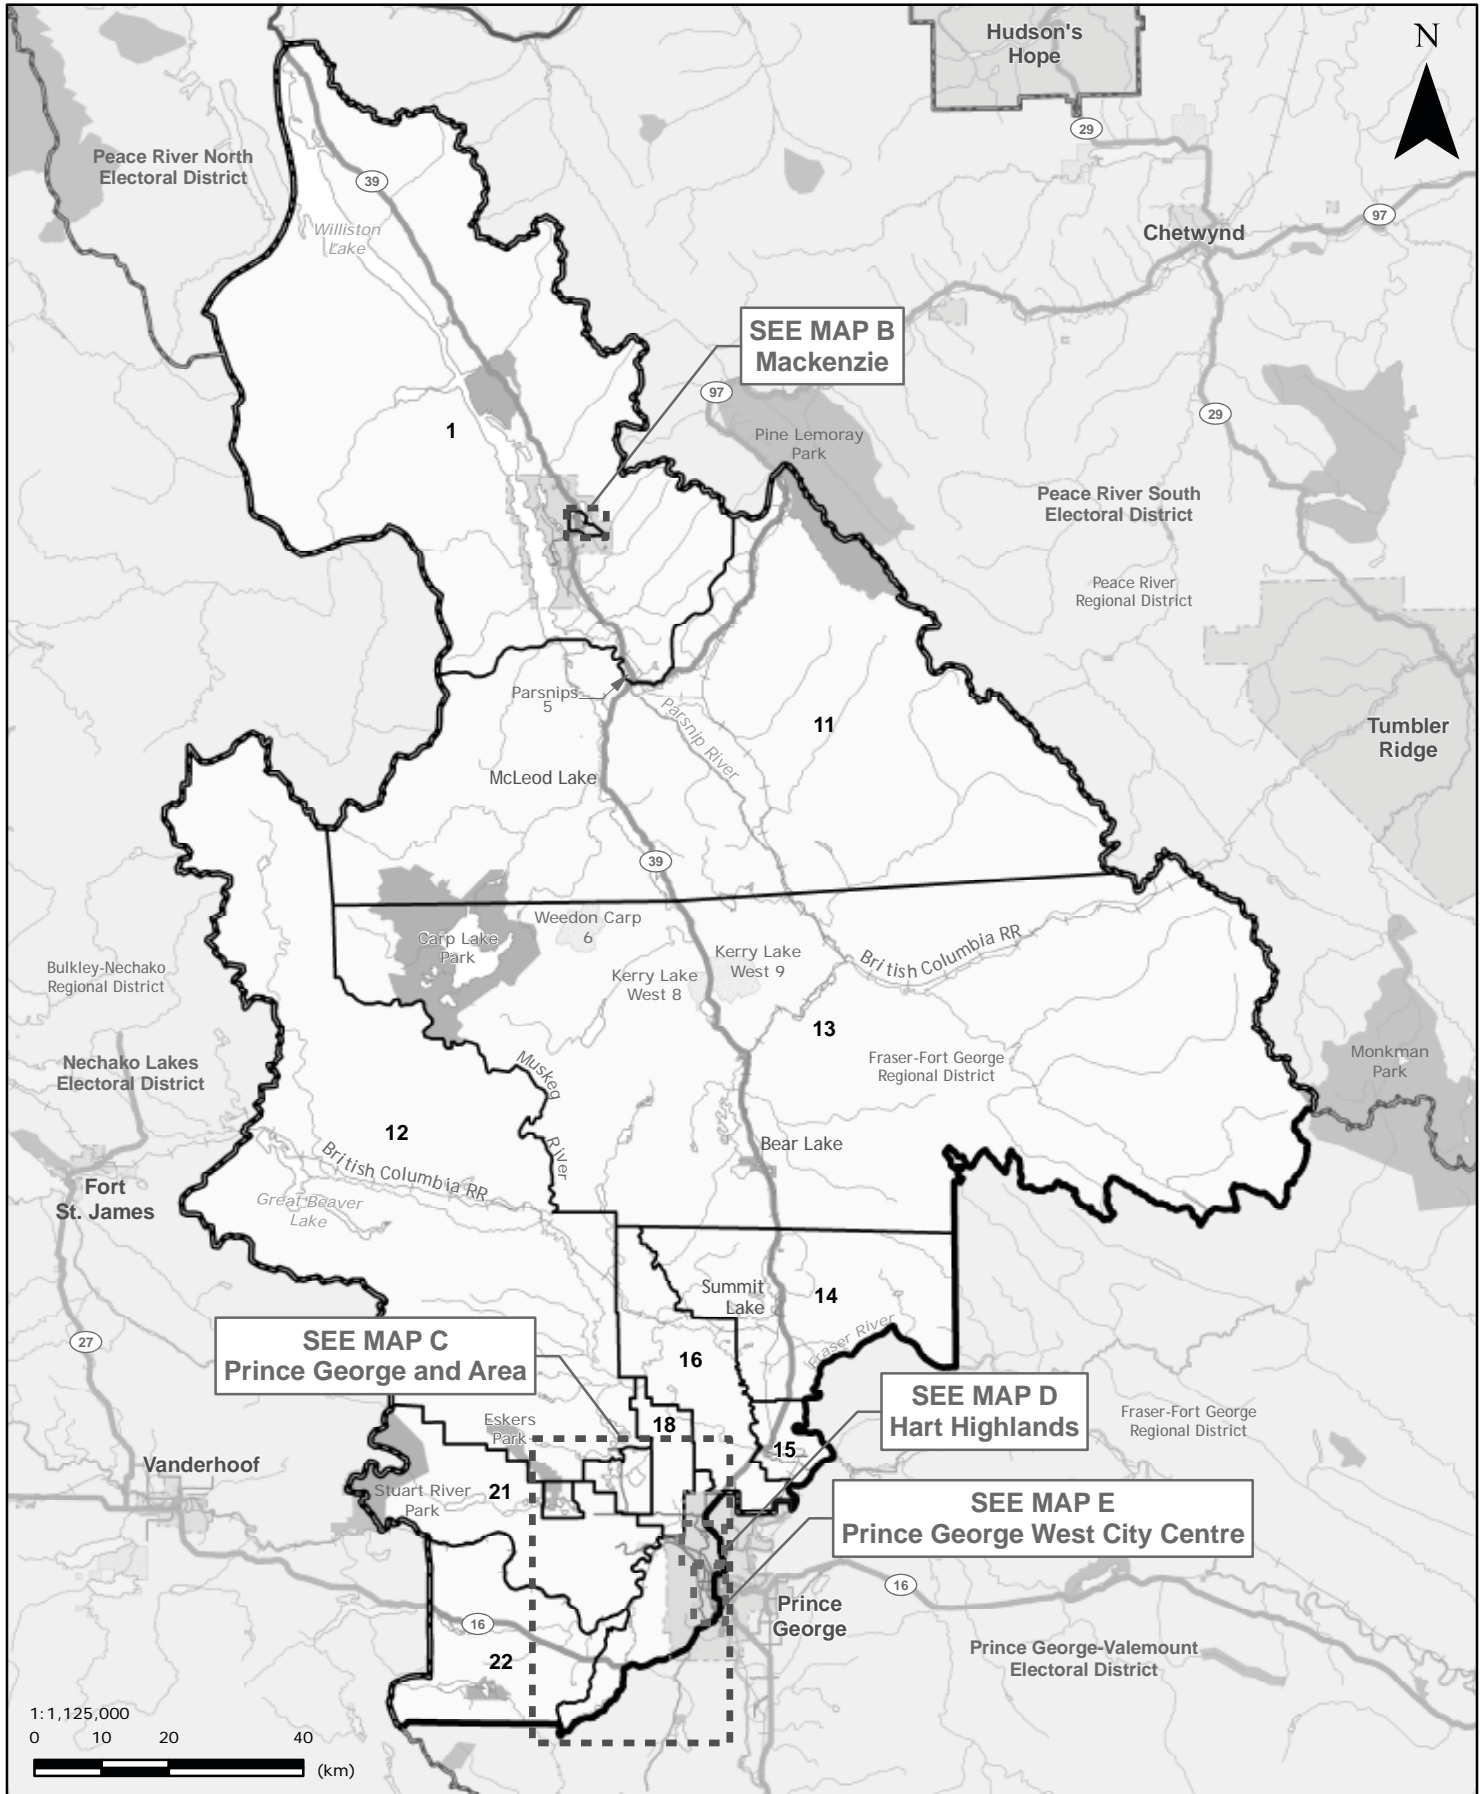 Hudson's
Hope
N
29
Peace River North
Electoral District
39
97
Williston
Lake
Chetwynd
SEE MAP B
Mackenzie
97
29
1
Pine Lemoray
Park
Peace River South
Electoral District
Peace River
Regional District
Parsnips
5
Parsnip River
11
Tumbler
Ridge
McLeod Lake
39
Weedon Carp
6
Carp Lake
Park
British Columbia RR
Kerry Lake
West 9
Kerry Lake
West 8
Bulkley-Nechako
Regional District
13
Nechako Lakes
Electoral District
Muskeg
River
Fraser-Fort George
Regional District
Monkman
Park
12
Bear Lake
British Columbia RR
Fort
St. James
Great Beaver
Lake
Summit
Lake
14
Fraser River
27
SEE MAP C
Prince George and Area
16
SEE MAP D
Hart Highlands
Eskers
Park
18
Fraser-Fort George
Regional District
15
Vanderhoof
Stuart River
Park
21
SEE MAP E
Prince George West City Centre
16
Prince
George
16
22
Prince George-Valemount
Electoral District
1:1,125,000
0 10 20 40
(km)